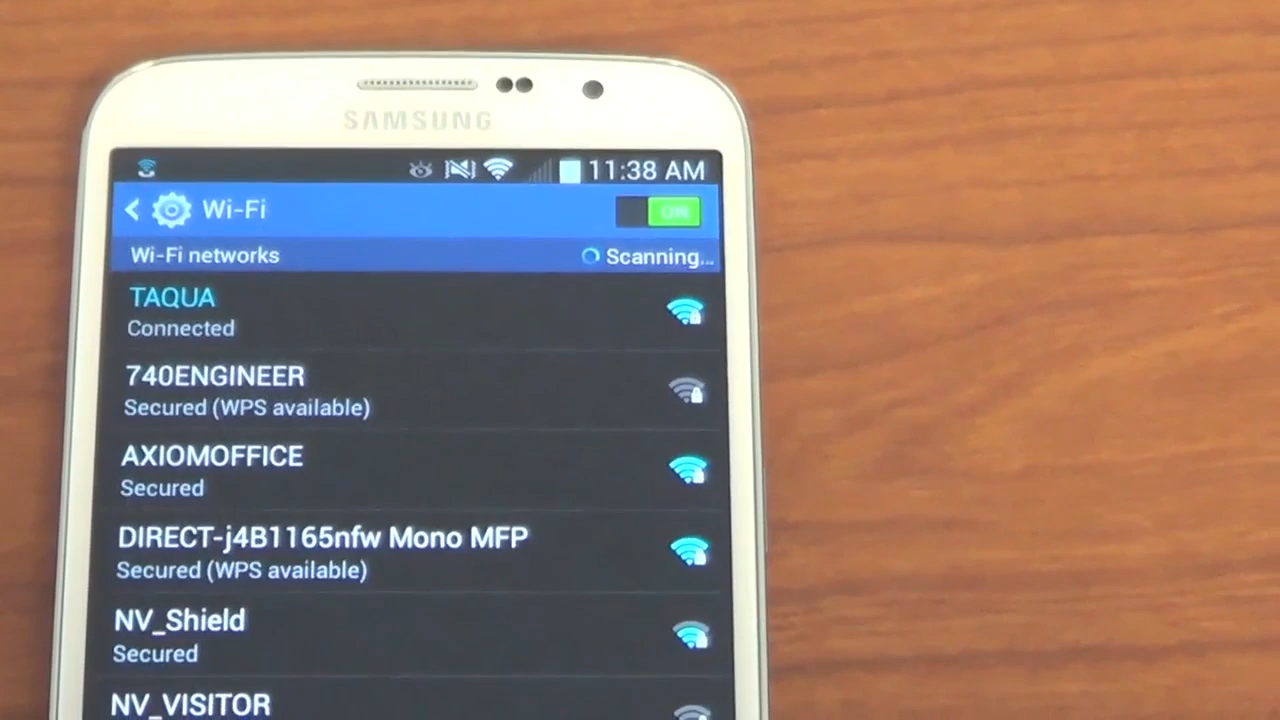 SAMSUNG
11:38 AM
Wi-Fi
ON
Wi-Fi networks
Scanning...
TAQUA
Connected
740ENGINEER
Secured (WPS available)
AXIOMOFFICE
Secured
DIRECT-j4B1165nfw Mono MFP
Secured (WPS available)
NV_Shield
Secured
NV_VISITOR